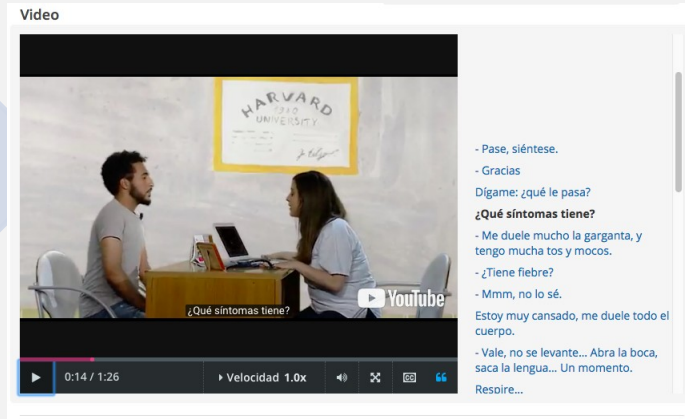 Video
HARVARD
UNIVERSITY
¿Qué síntomas tiene?
YouTube
0:14 / 1:26
Velocidad 1.0x
CC
- Pase, siéntese.
- Gracias
Dígame: ¿qué le pasa?
¿Qué síntomas tiene?
- Me duele mucho la garganta, y
tengo mucha tos y mocos.
- ¿Tiene fiebre?
- Mmm, no lo sé.
Estoy muy cansado, me duele todo el
cuerpo.
- Vale, no se levante... Abra la boca,
saca la lengua... Un momento.
Respire...